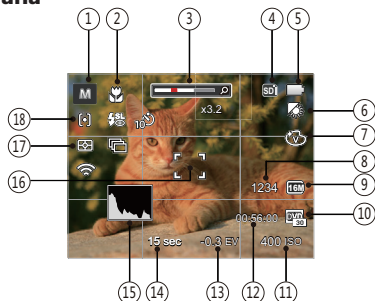 ① ② ③ ④ ⑤
M
SD
x3.2
⑥
⑱
SL
10
⑦
⑰
⑧
⑯
1234
16M
⑨
00:56:00
30
⑩
15 sec
-0.3 EV
400 ISO
⑮ ⑭ ⑬ ⑫ ⑪